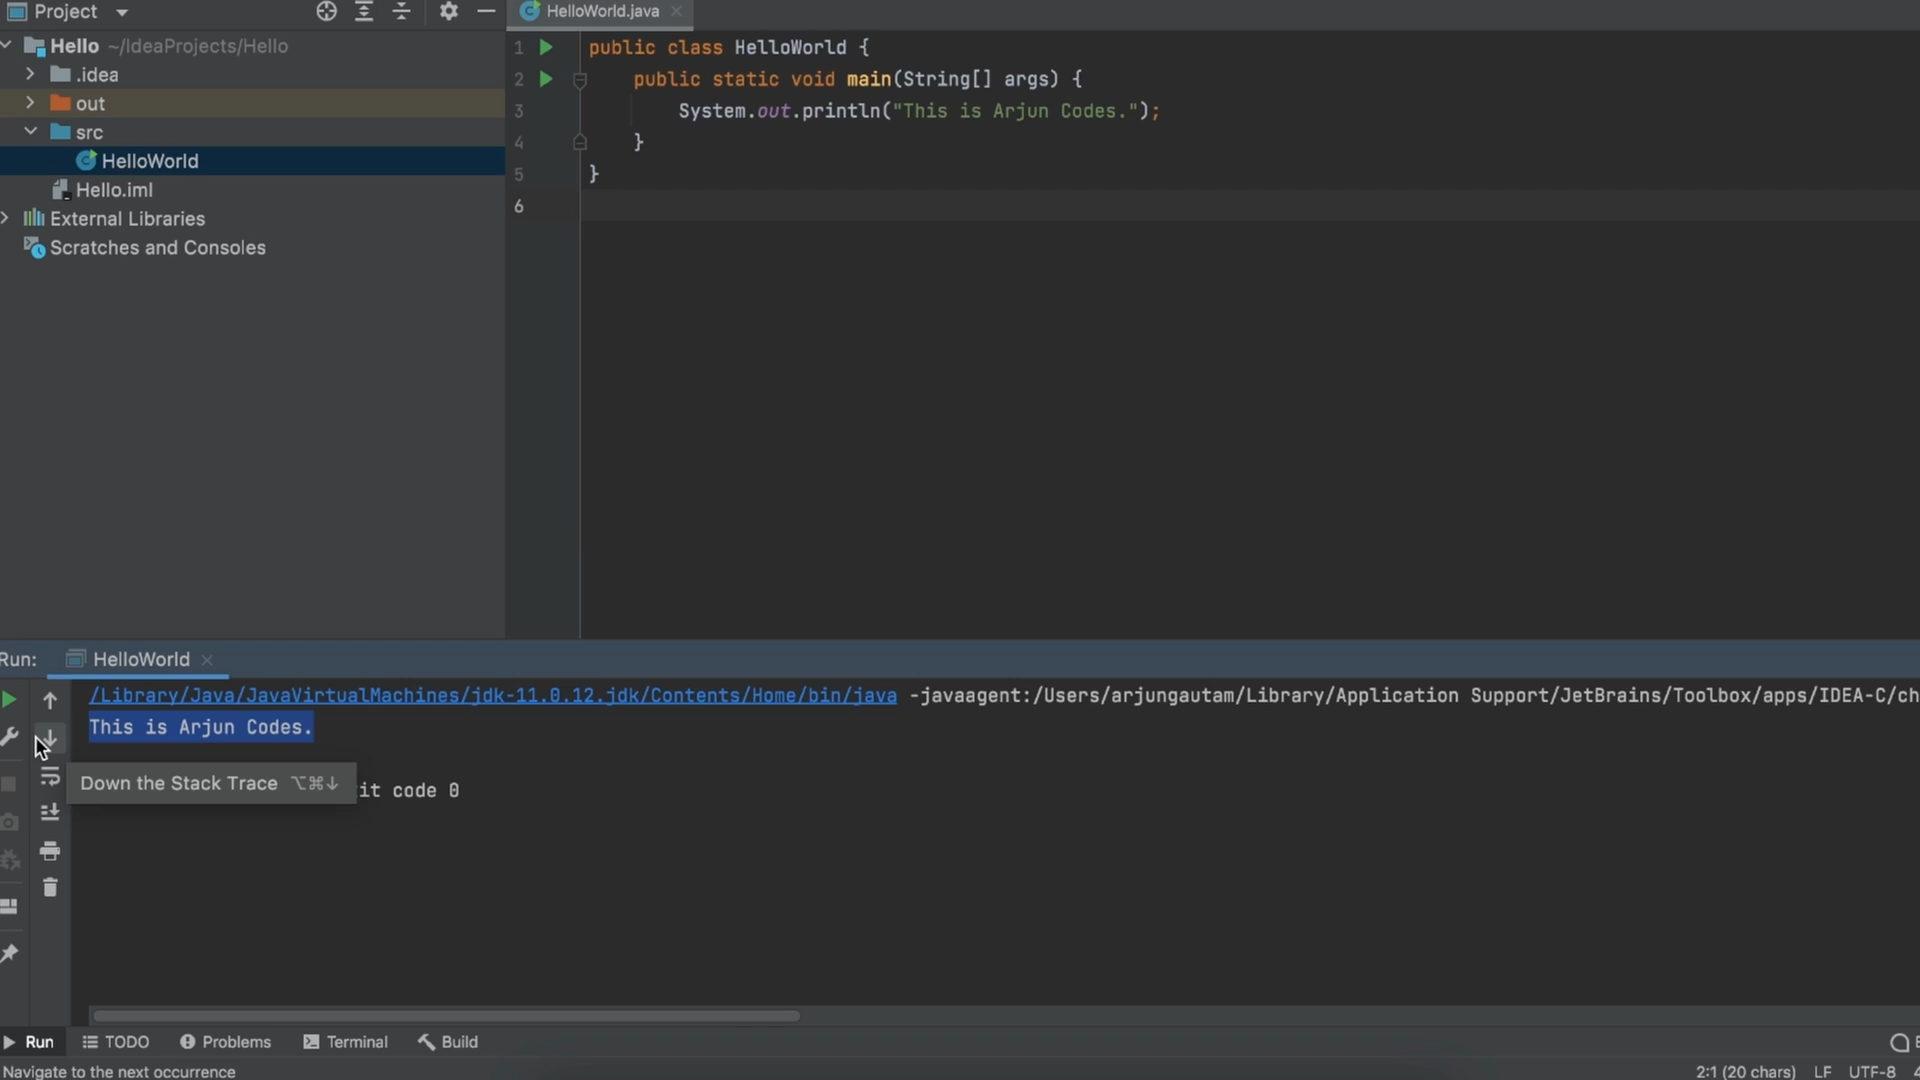 Project
HelloWorld.java
Hello ~/IdeaProjects/Hello
.idea
out
src
HelloWorld
Hello.iml
External Libraries
Scratches and Consoles
1 public class HelloWorld {
2 public static void main(String[] args) {
3 System.out.println("This is Arjun Codes.");
4 }
5 }
6
Run: HelloWorld
/Library/Java/JavaVirtualMachines/jdk-11.0.12.jdk/Contents/Home/bin/java -javaagent:/Users/arjungautam/Library/Application Support/JetBrains/Toolbox/apps/IDEA-C/ch
This is Arjun Codes.
Down the Stack Trace ⌥⌘↓
it code 0
Run TODO Problems Terminal Build
Navigate to the next occurrence
2:1 (20 chars) LF UTF-8